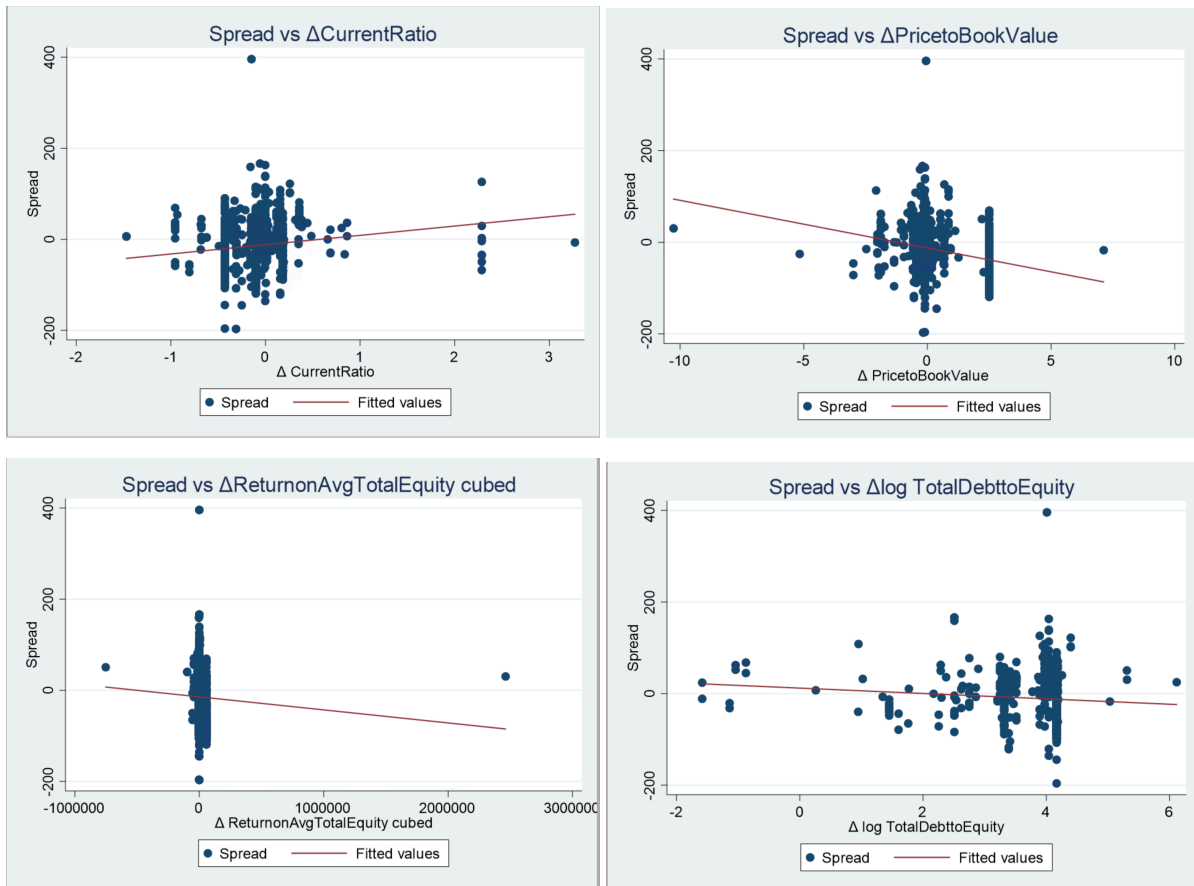 Spread vs ΔCurrentRatio
400
200
0
-200
Spread
-2 -1 0 1 2 3
Δ CurrentRatio
Spread Fitted values
Spread vs ΔPricetoBookValue
400
200
0
-200
Spread
-10 -5 0 5 10
Δ PricetoBookValue
Spread Fitted values
Spread vs ΔReturnonAvgTotalEquity cubed
400
200
0
-200
Spread
-1000000 0 1000000 2000000 3000000
Δ ReturnonAvgTotalEquity cubed
Spread Fitted values
Spread vs Δlog TotalDebttoEquity
400
200
0
-200
Spread
-2 0 2 4 6
Δ log TotalDebttoEquity
Spread Fitted values